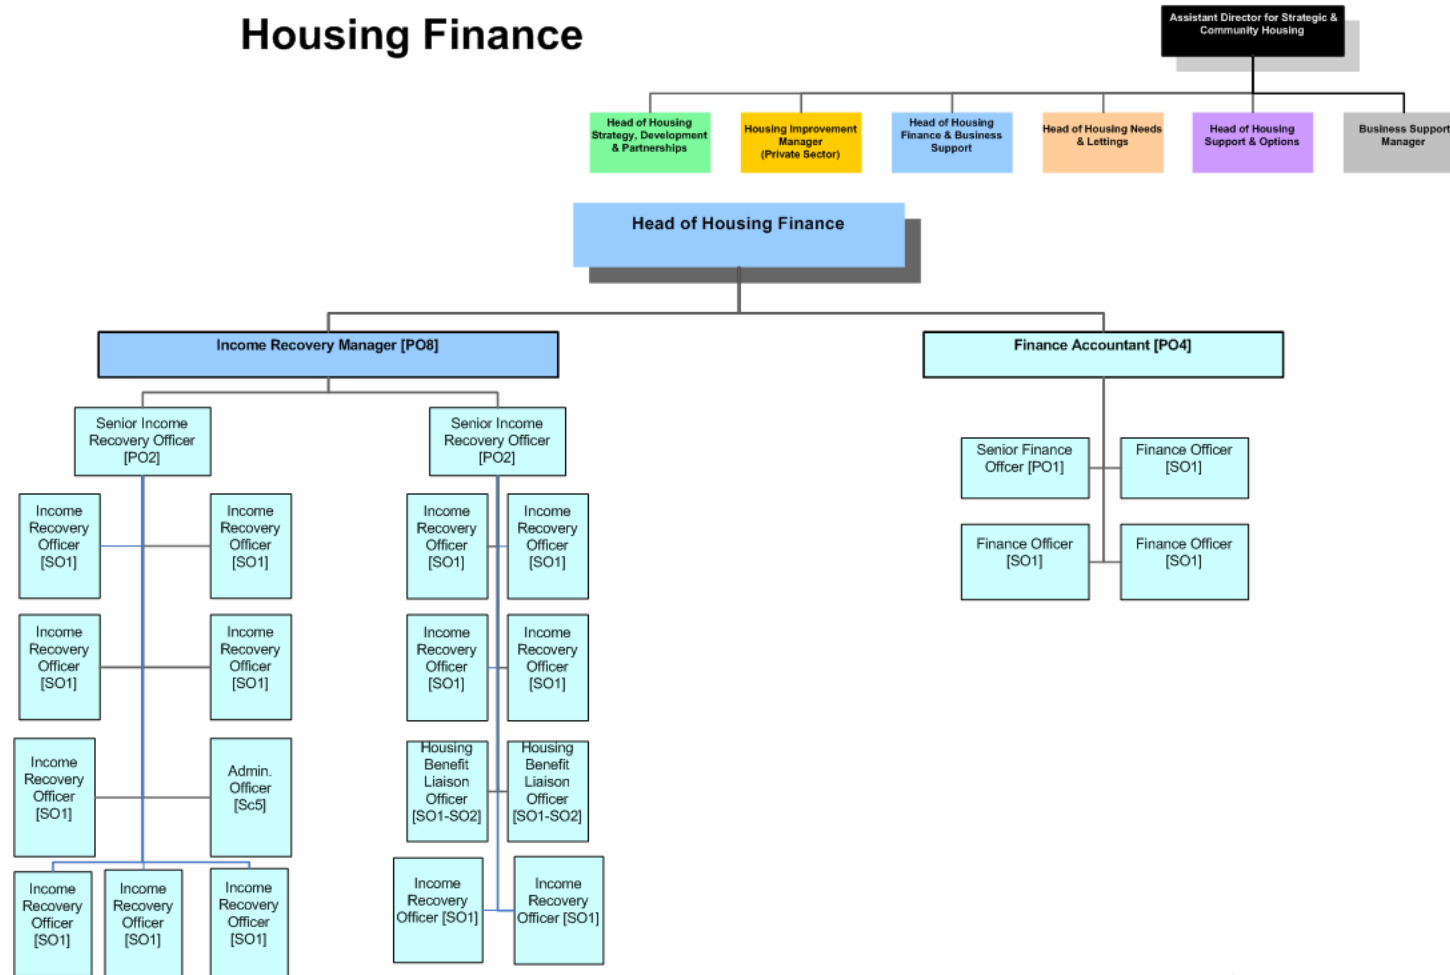 Housing Finance
Assistant Director for Strategic &
Community Housing
Head of Housing
Strategy, Development
& Partnerships
Housing Improvement
Manager
(Private Sector)
Head of Housing
Finance & Business
Support
Head of Housing Needs
& Lettings
Head of Housing
Support & Options
Business Support
Manager
Head of Housing Finance
Income Recovery Manager [PO8]
Finance Accountant [PO4]
Senior Income
Recovery Officer
[PO2]
Senior Income
Recovery Officer
[PO2]
Senior Finance
Offcer [PO1]
Finance Officer
[SO1]
Finance Officer
[SO1]
Finance Officer
[SO1]
Income
Recovery
Officer
[SO1]
Income
Recovery
Officer
[SO1]
Income
Recovery
Officer
[SO1]
Income
Recovery
Officer
[SO1]
Income
Recovery
Officer
[SO1]
Income
Recovery
Officer
[SO1]
Income
Recovery
Officer
[SO1]
Income
Recovery
Officer
[SO1]
Income
Recovery
Officer
[SO1]
Admin.
Officer
[Sc5]
Housing
Benefit
Liaison
Officer
[SO1-SO2]
Housing
Benefit
Liaison
Officer
[SO1-SO2]
Income
Recovery
Officer
[SO1]
Income
Recovery
Officer
[SO1]
Income
Recovery
Officer
[SO1]
Income
Recovery
Officer [SO1]
Income
Recovery
Officer [SO1]